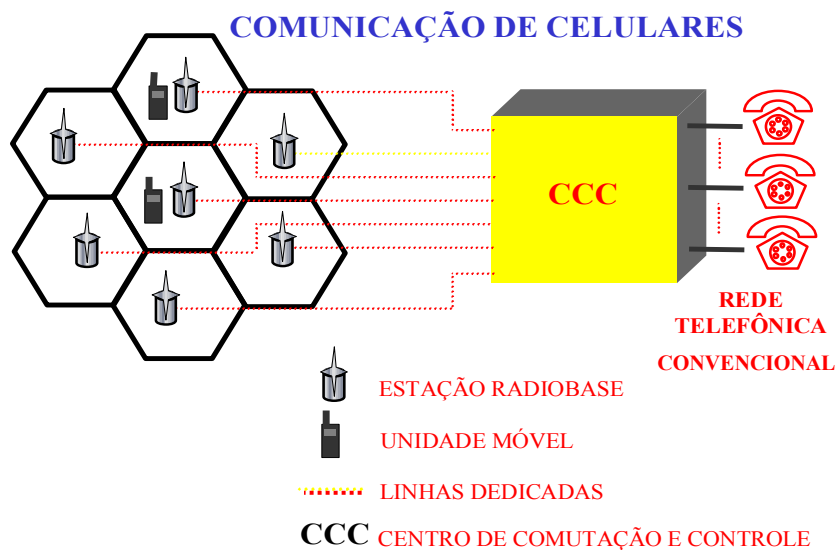 COMUNICAÇÃO DE CELULARES
CCC
REDE
TELEFÔNICA
CONVENCIONAL
ESTAÇÃO RADIOBASE
UNIDADE MÓVEL
LINHAS DEDICADAS
CCC CENTRO DE COMUTAÇÃO E CONTROLE